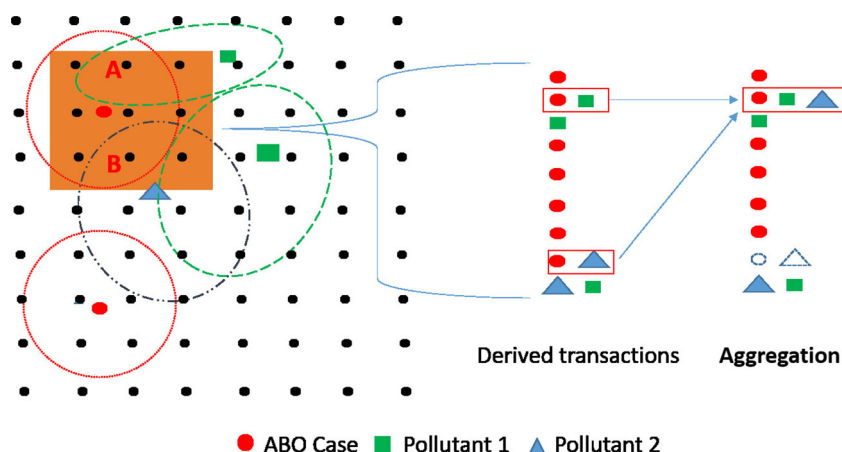 A
B
Derived transactions
Aggregation
ABO Case
Pollutant 1
Pollutant 2